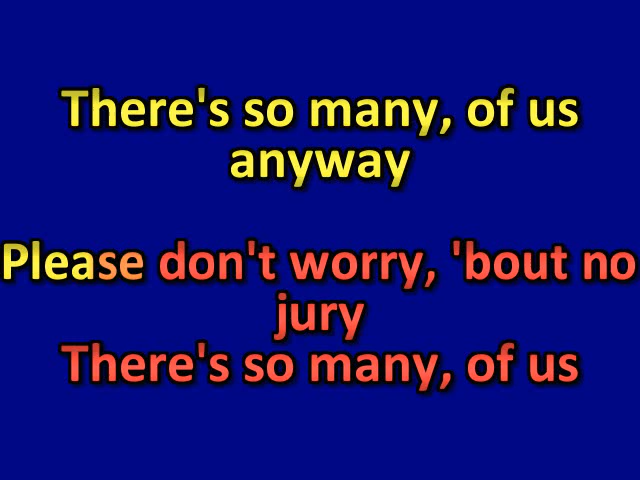 There's so many, of us
anyway
Please don't worry, 'bout no
jury
There's so many, of us